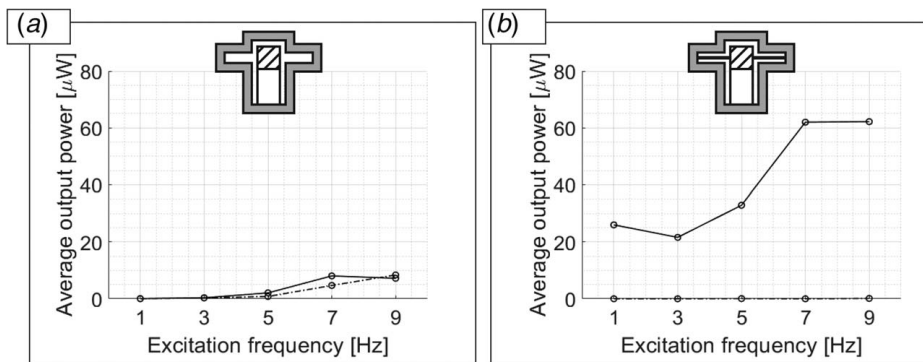 (a)
Average output power [μW]
80
60
40
20
0
1 3 5 7 9
Excitation frequency [Hz]
(b)
Average output power [μW]
80
60
40
20
0
1 3 5 7 9
Excitation frequency [Hz]